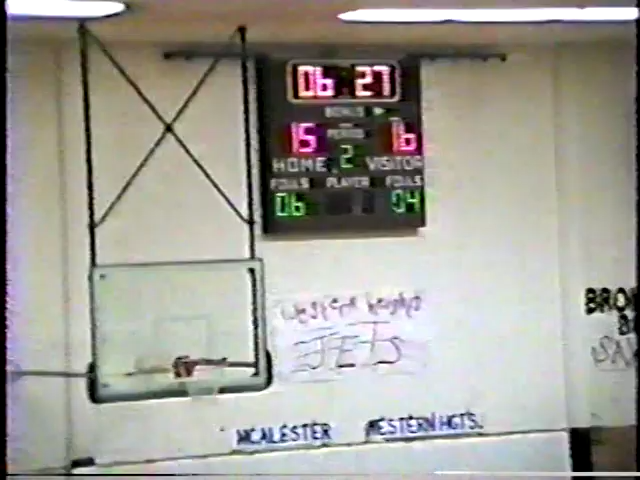 06:27
BONUS
15 PERIOD 16
HOME 2 VISITOR
FOULS PLAYER FOULS
06 04
Western Heights
JETS
MCALESTER WESTERN HGTS.